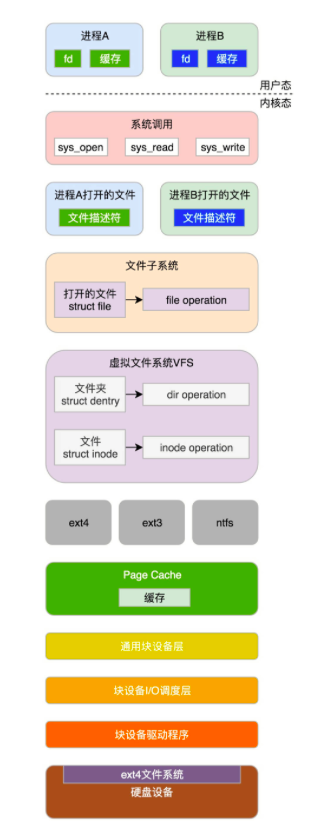 进程A
进程B
fd
缓存
fd
缓存
用户态
内核态
系统调用
sys_open
sys_read
sys_write
进程A打开的文件
进程B打开的文件
文件描述符
文件描述符
文件子系统
打开的文件
struct file
file operation
虚拟文件系统VFS
文件夹
struct dentry
dir operation
文件
struct inode
inode operation
ext4
ext3
ntfs
Page Cache
缓存
通用块设备层
块设备I/O调度层
块设备驱动程序
ext4文件系统
硬盘设备